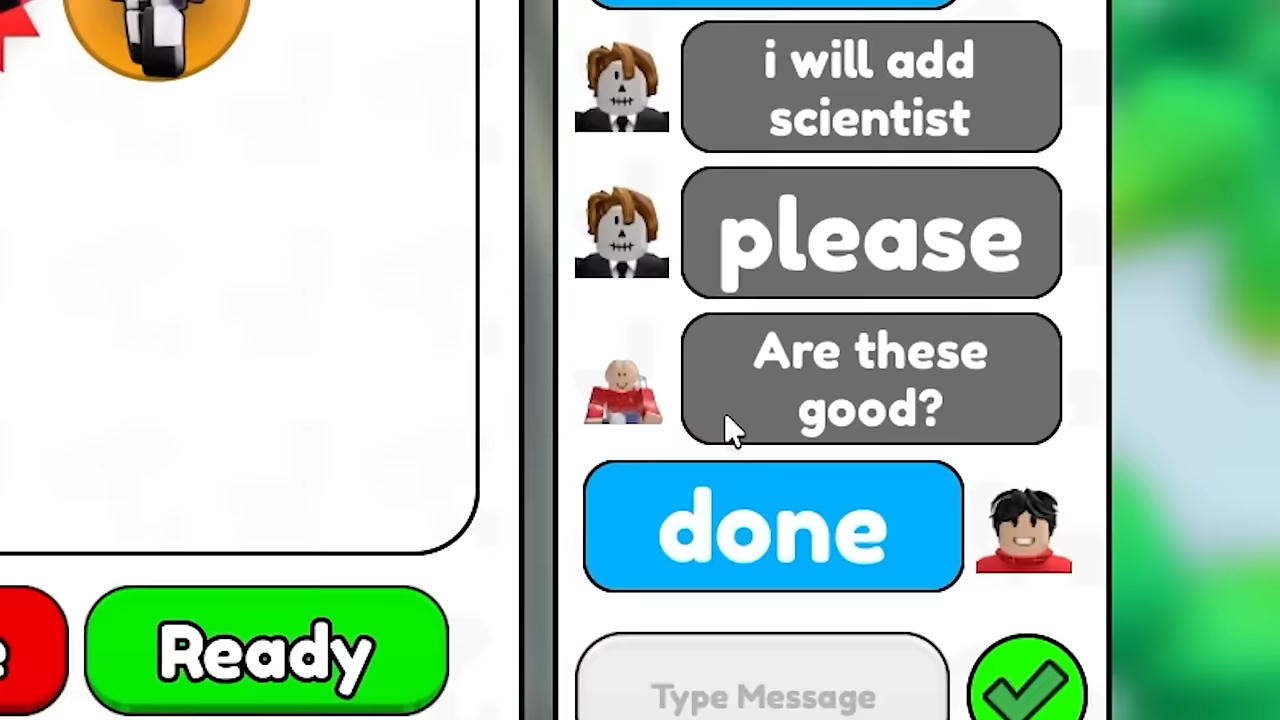 i will add
scientist
please
Are these
good?
done
Ready
Type Message